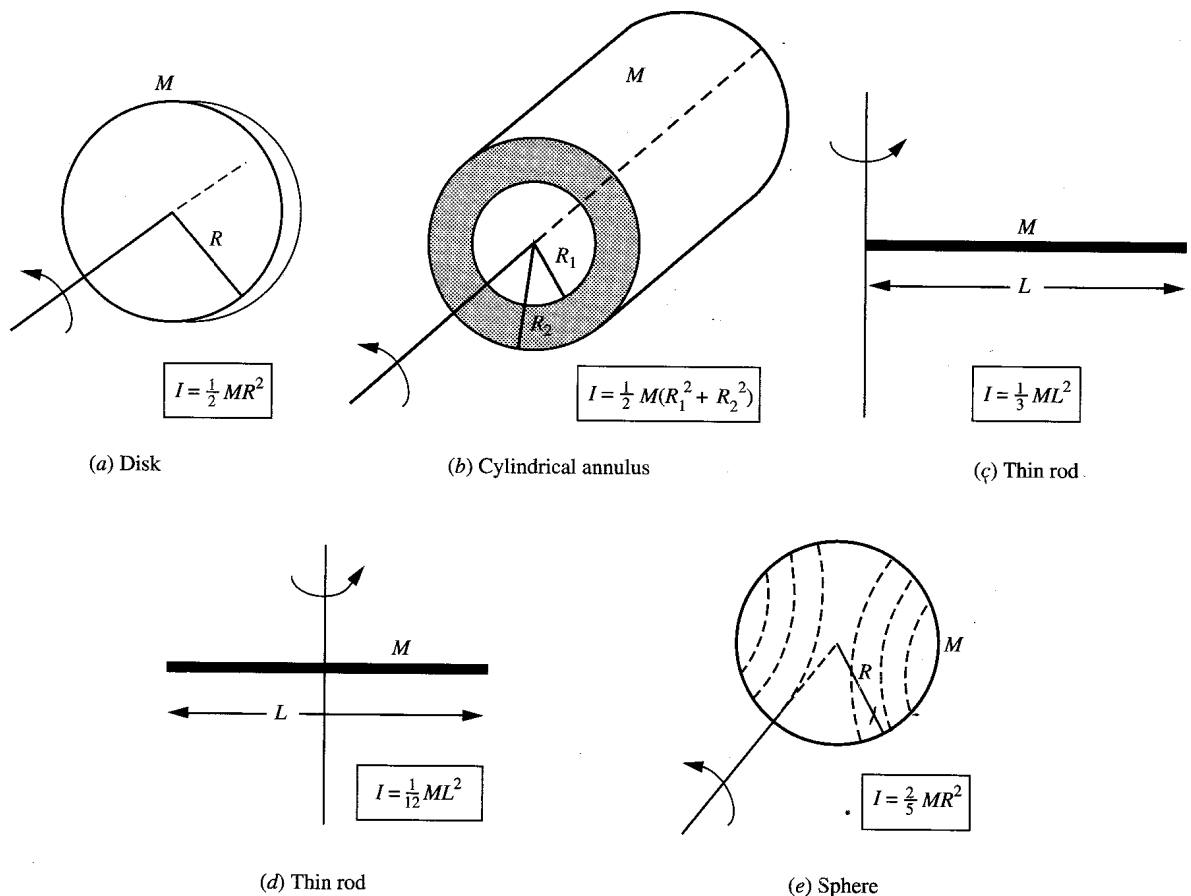 M
R
I = 1/2 MR²
(a) Disk
M
R₁
R₂
I = 1/2 M(R₁² + R₂²)
(b) Cylindrical annulus
M
L
I = 1/3 ML²
(c) Thin rod
M
L
I = 1/12 ML²
(d) Thin rod
M
R
I = 2/5 MR²
(e) Sphere